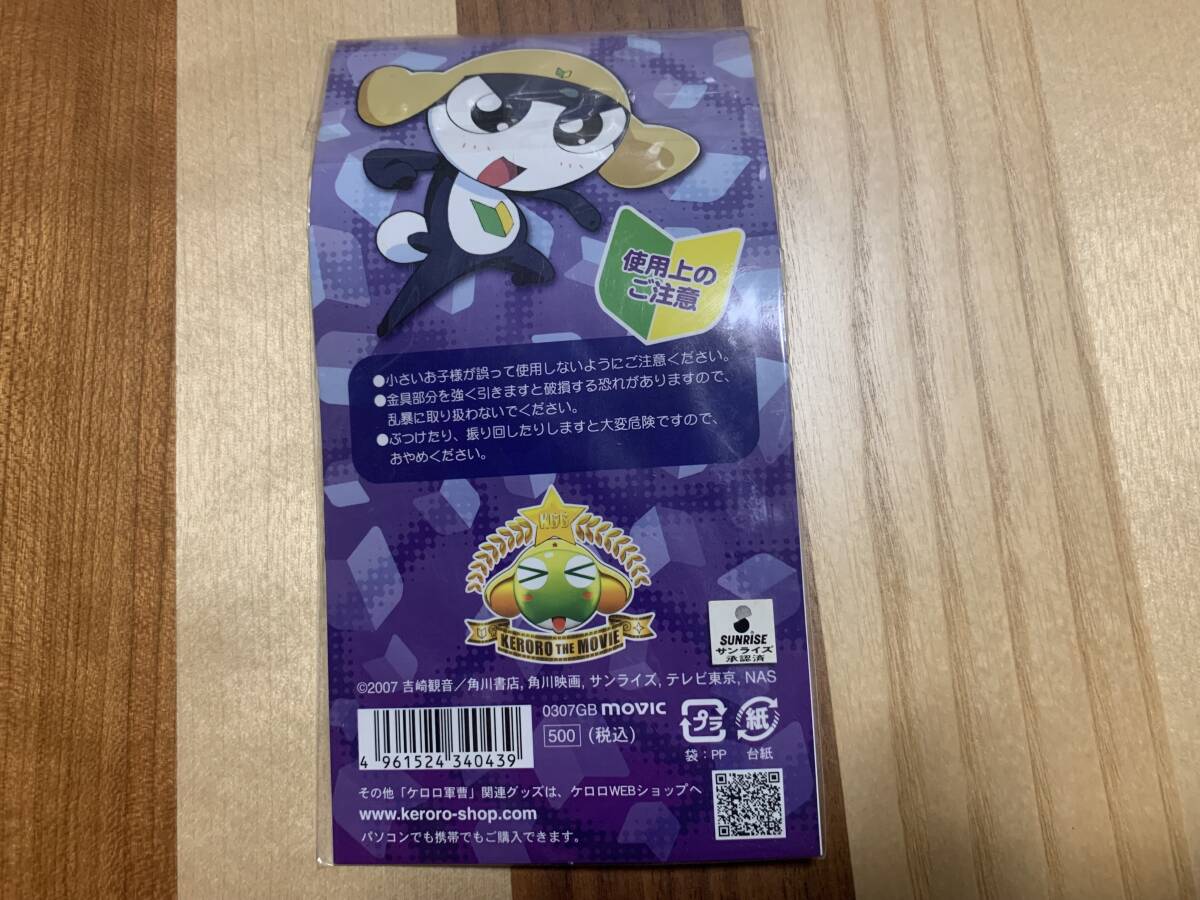 使用上の
ご注意
●小さいお子様が誤って使用しないようにご注意ください。
●金具部分を強く引きますと破損する恐れがありますので、
乱暴に取り扱わないでください。
●ぶつけたり、振り回したりしますと大変危険ですので、
おやめください。
K66
KERORO THE MOVIE
SUNRISE
サンライズ
承認済
©2007 吉崎観音／角川書店, 角川映画, サンライズ, テレビ東京, NAS
0307GB movic
500 (税込)
プラ
紙
袋：PP 台紙
4 961524 340439
その他「ケロロ軍曹」関連グッズは、ケロロWEBショップへ
www.keroro-shop.com
パソコンでも携帯でもご購入できます。